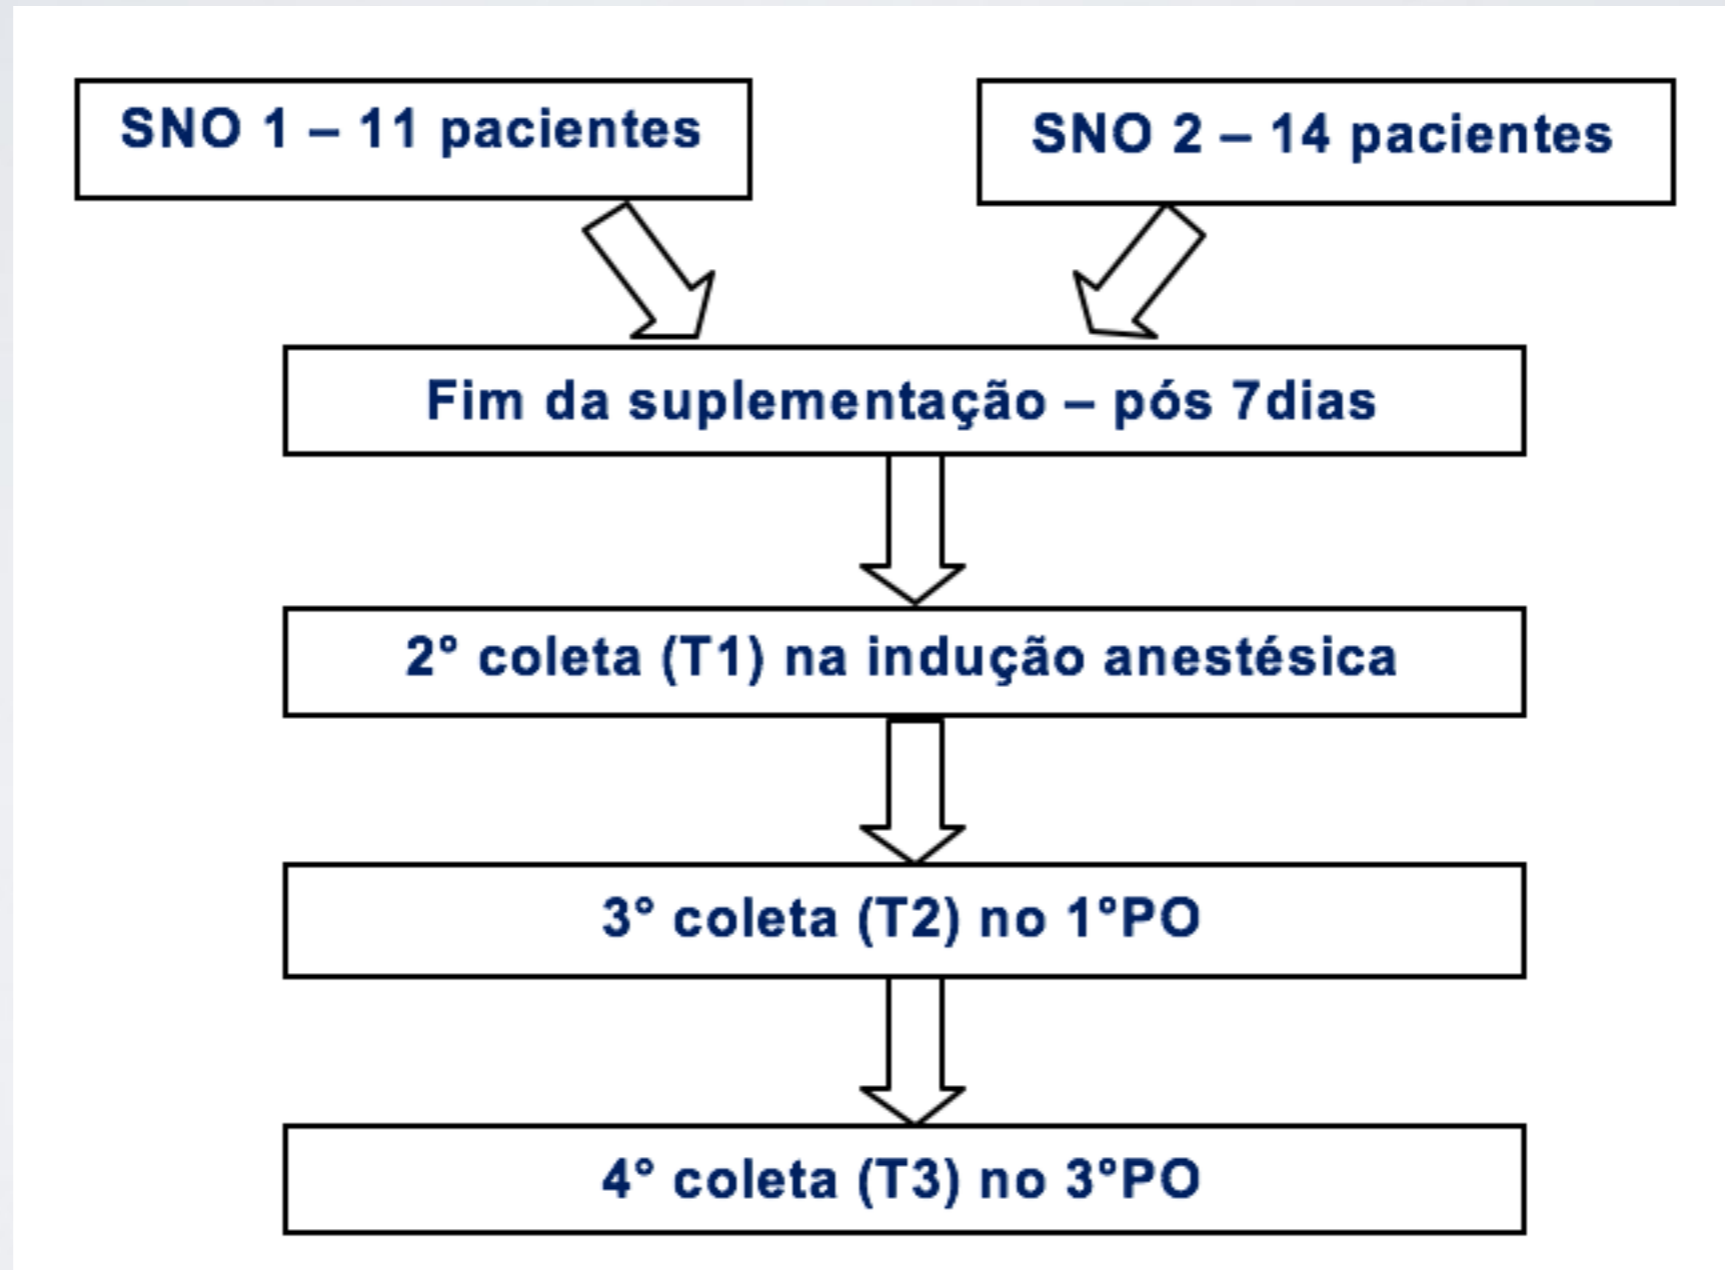 SNO 1 – 11 pacientes
SNO 2 – 14 pacientes
Fim da suplementação – pós 7dias
2° coleta (T1) na indução anestésica
3° coleta (T2) no 1°PO
4° coleta (T3) no 3°PO